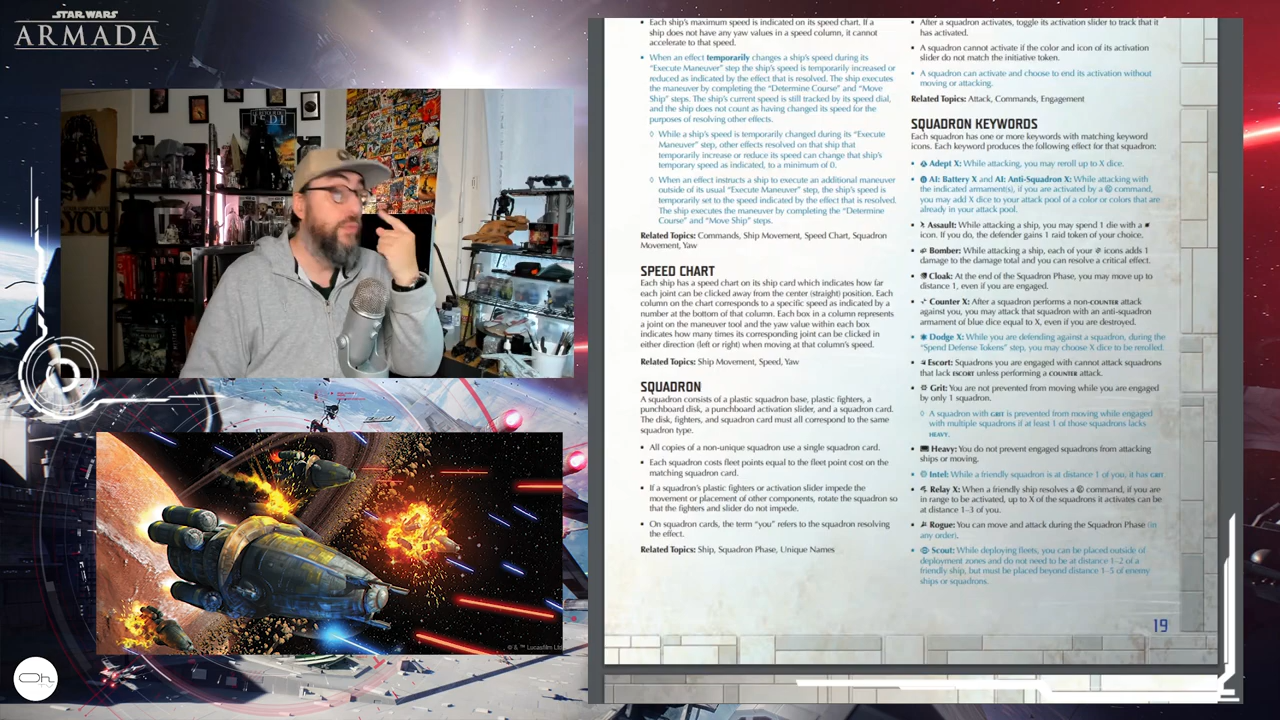 STAR WARS
ARMADA
YOU
© & ™ Lucasfilm Ltd
Oh
• Each ship's maximum speed is indicated on its speed chart. If a
ship does not have any yaw values in a speed column, it cannot
accelerate to that speed.
• When an effect temporarily changes a ship's speed during its
"Execute Maneuver" step the ship's speed is temporarily increased or
reduced as indicated by the effect that is resolved. The ship executes
the maneuver by completing the "Determine Course" and "Move
Ship" steps. The ship's current speed is still tracked by its speed dial,
and the ship does not count as having changed its speed for the
purposes of resolving other effects.
◊ While a ship's speed is temporarily changed during its "Execute
Maneuver" step, other effects resolved on that ship that
temporarily increase or reduce its speed can change that ship's
temporary speed as indicated, to a minimum of 0.
◊ When an effect instructs a ship to execute an additional maneuver
outside of its usual "Execute Maneuver" step, the ship's speed is
temporarily set to the speed indicated by the effect that is resolved.
The ship executes the maneuver by completing the "Determine
Course" and "Move Ship" steps.
Related Topics: Commands, Ship Movement, Speed Chart, Squadron
Movement, Yaw
SPEED CHART
Each ship has a speed chart on its ship card which indicates how far
each joint can be clicked away from the center (straight) position. Each
column on the chart corresponds to a specific speed as indicated by a
number at the bottom of that column. Each box in a column represents
a joint on the maneuver tool and the yaw value within each box
indicates how many times its corresponding joint can be clicked in
either direction (left or right) when moving at that column's speed.
Related Topics: Ship Movement, Speed, Yaw
SQUADRON
A squadron consists of a plastic squadron base, plastic fighters, a
punchboard disk, a punchboard activation slider, and a squadron card.
The disk, fighters, and squadron card must all correspond to the same
squadron type.
• All copies of a non-unique squadron use a single squadron card.
• Each squadron costs fleet points equal to the fleet point cost on the
matching squadron card.
• If a squadron's plastic fighters or activation slider impede the
movement or placement of other components, rotate the squadron so
that the fighters and slider do not impede.
• On squadron cards, the term "you" refers to the squadron resolving
the effect.
Related Topics: Ship, Squadron Phase, Unique Names
• After a squadron activates, toggle its activation slider to track that it
has activated.
• A squadron cannot activate if the color and icon of its activation
slider do not match the initiative token.
• A squadron can activate and choose to end its activation without
moving or attacking.
Related Topics: Attack, Commands, Engagement
SQUADRON KEYWORDS
Each squadron has one or more keywords with matching keyword
icons. Each keyword produces the following effect for that squadron:
• Adept X: While attacking, you may reroll up to X dice.
• AI: Battery X and AI: Anti-Squadron X: While attacking with
the indicated armament(s), if you are activated by a command,
you may add X dice to your attack pool of a color or colors that are
already in your attack pool.
• Assault: While attacking a ship, you may spend 1 die with a
icon. If you do, the defender gains 1 raid token of your choice.
• Bomber: While attacking a ship, each of your icons adds 1
damage to the damage total and you can resolve a critical effect.
• Cloak: At the end of the Squadron Phase, you may move up to
distance 1, even if you are engaged.
• Counter X: After a squadron performs a non-COUNTER attack
against you, you may attack that squadron with an anti-squadron
armament of blue dice equal to X, even if you are destroyed.
• Dodge X: While you are defending against a squadron, during the
"Spend Defense Tokens" step, you may choose X dice to be rerolled.
• Escort: Squadrons you are engaged with cannot attack squadrons
that lack ESCORT unless performing a COUNTER attack.
• Grit: You are not prevented from moving while you are engaged
by only 1 squadron.
◊ A squadron with GRIT is prevented from moving while engaged
with multiple squadrons if at least 1 of those squadrons lacks
HEAVY.
• Heavy: You do not prevent engaged squadrons from attacking
ships or moving.
• Intel: While a friendly squadron is at distance 1 of you, it has GRIT
• Relay X: When a friendly ship resolves a command, if you are
in range to be activated, up to X of the squadrons it activates can be
at distance 1–3 of you.
• Rogue: You can move and attack during the Squadron Phase (in
any order).
• Scout: While deploying fleets, you can be placed outside of
deployment zones and do not need to be at distance 1–2 of a
friendly ship, but must be placed beyond distance 1–5 of enemy
ships or squadrons.
19